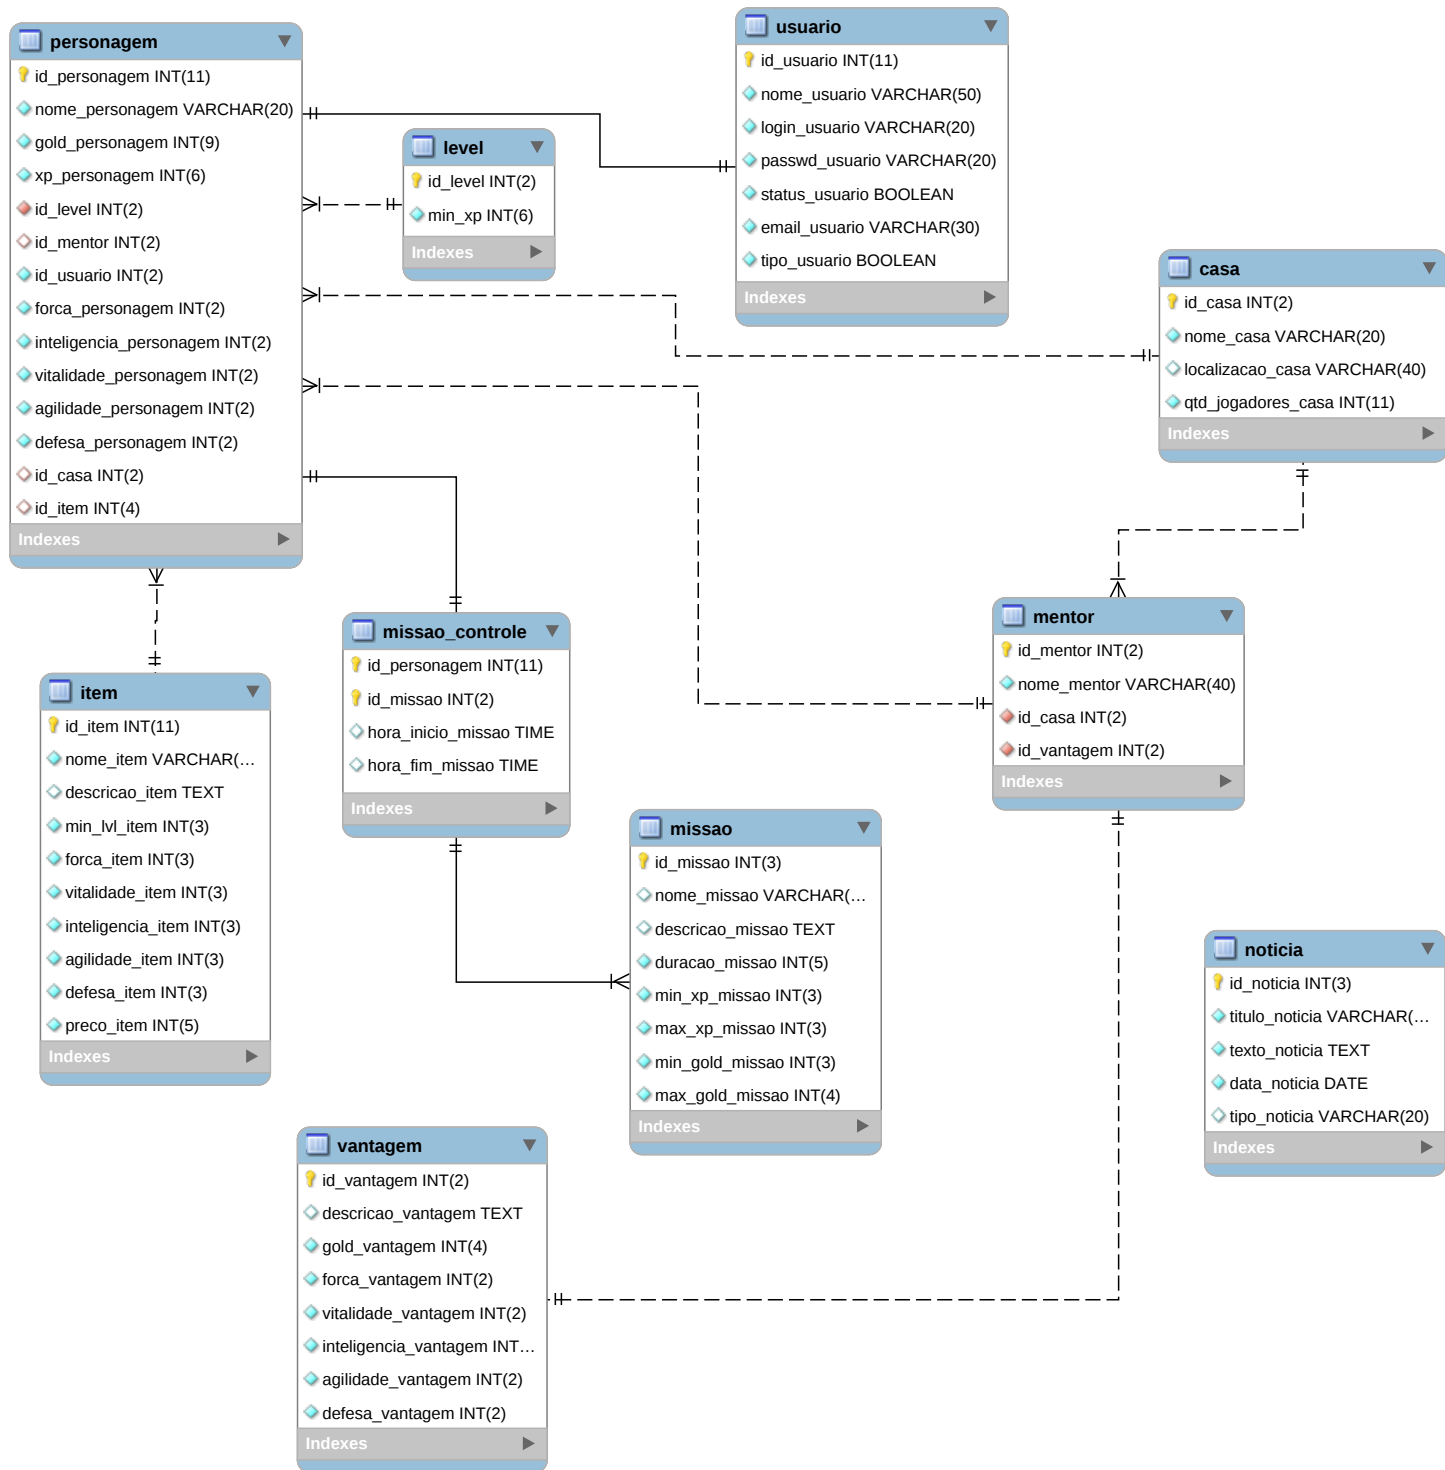 personagem
id_personagem INT(11)
nome_personagem VARCHAR(20)
gold_personagem INT(9)
xp_personagem INT(6)
id_level INT(2)
id_mentor INT(2)
id_usuario INT(2)
forca_personagem INT(2)
inteligencia_personagem INT(2)
vitalidade_personagem INT(2)
agilidade_personagem INT(2)
defesa_personagem INT(2)
id_casa INT(2)
id_item INT(4)
Indexes
usuario
id_usuario INT(11)
nome_usuario VARCHAR(50)
login_usuario VARCHAR(20)
passwd_usuario VARCHAR(20)
status_usuario BOOLEAN
email_usuario VARCHAR(30)
tipo_usuario BOOLEAN
Indexes
level
id_level INT(2)
min_xp INT(6)
Indexes
casa
id_casa INT(2)
nome_casa VARCHAR(20)
localizacao_casa VARCHAR(40)
qtd_jogadores_casa INT(11)
Indexes
missao_controle
id_personagem INT(11)
id_missao INT(2)
hora_inicio_missao TIME
hora_fim_missao TIME
Indexes
mentor
id_mentor INT(2)
nome_mentor VARCHAR(40)
id_casa INT(2)
id_vantagem INT(2)
Indexes
item
id_item INT(11)
nome_item VARCHAR(...
descricao_item TEXT
min_lvl_item INT(3)
forca_item INT(3)
vitalidade_item INT(3)
inteligencia_item INT(3)
agilidade_item INT(3)
defesa_item INT(3)
preco_item INT(5)
Indexes
missao
id_missao INT(3)
nome_missao VARCHAR(...
descricao_missao TEXT
duracao_missao INT(5)
min_xp_missao INT(3)
max_xp_missao INT(3)
min_gold_missao INT(3)
max_gold_missao INT(4)
Indexes
noticia
id_noticia INT(3)
titulo_noticia VARCHAR(...
texto_noticia TEXT
data_noticia DATE
tipo_noticia VARCHAR(20)
Indexes
vantagem
id_vantagem INT(2)
descricao_vantagem TEXT
gold_vantagem INT(4)
forca_vantagem INT(2)
vitalidade_vantagem INT(2)
inteligencia_vantagem INT...
agilidade_vantagem INT(2)
defesa_vantagem INT(2)
Indexes